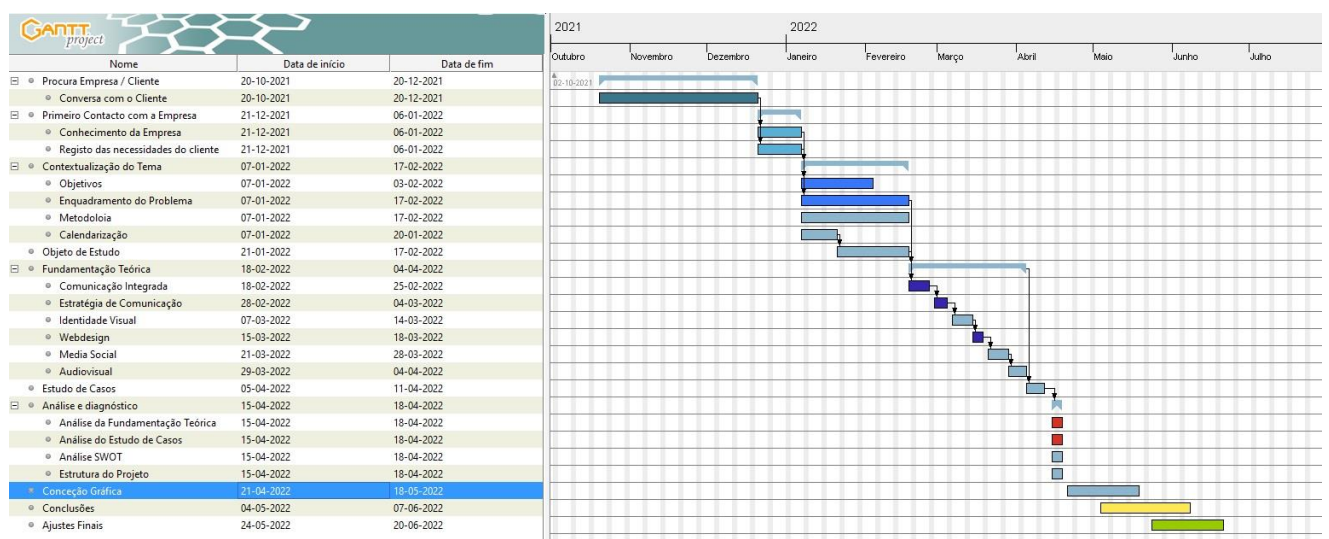 GANTT
project
2021 2022
Outubro Novembro Dezembro Janeiro Fevereiro Março Abril Maio Junho Julho
Nome Data de início Data de fim
02-10-2021
Procura Empresa / Cliente 20-10-2021 20-12-2021
Conversa com o Cliente 20-10-2021 20-12-2021
Primeiro Contacto com a Empresa 21-12-2021 06-01-2022
Conhecimento da Empresa 21-12-2021 06-01-2022
Registo das necessidades do cliente 21-12-2021 06-01-2022
Contextualização do Tema 07-01-2022 17-02-2022
Objetivos 07-01-2022 03-02-2022
Enquadramento do Problema 07-01-2022 17-02-2022
Metodoloia 07-01-2022 17-02-2022
Calendarização 07-01-2022 20-01-2022
Objeto de Estudo 21-01-2022 17-02-2022
Fundamentação Teórica 18-02-2022 04-04-2022
Comunicação Integrada 18-02-2022 25-02-2022
Estratégia de Comunicação 28-02-2022 04-03-2022
Identidade Visual 07-03-2022 14-03-2022
Webdesign 15-03-2022 18-03-2022
Media Social 21-03-2022 28-03-2022
Audiovisual 29-03-2022 04-04-2022
Estudo de Casos 05-04-2022 11-04-2022
Análise e diagnóstico 15-04-2022 18-04-2022
Análise da Fundamentação Teórica 15-04-2022 18-04-2022
Análise do Estudo de Casos 15-04-2022 18-04-2022
Análise SWOT 15-04-2022 18-04-2022
Estrutura do Projeto 15-04-2022 18-04-2022
Conceção Gráfica 21-04-2022 18-05-2022
Conclusões 04-05-2022 07-06-2022
Ajustes Finais 24-05-2022 20-06-2022